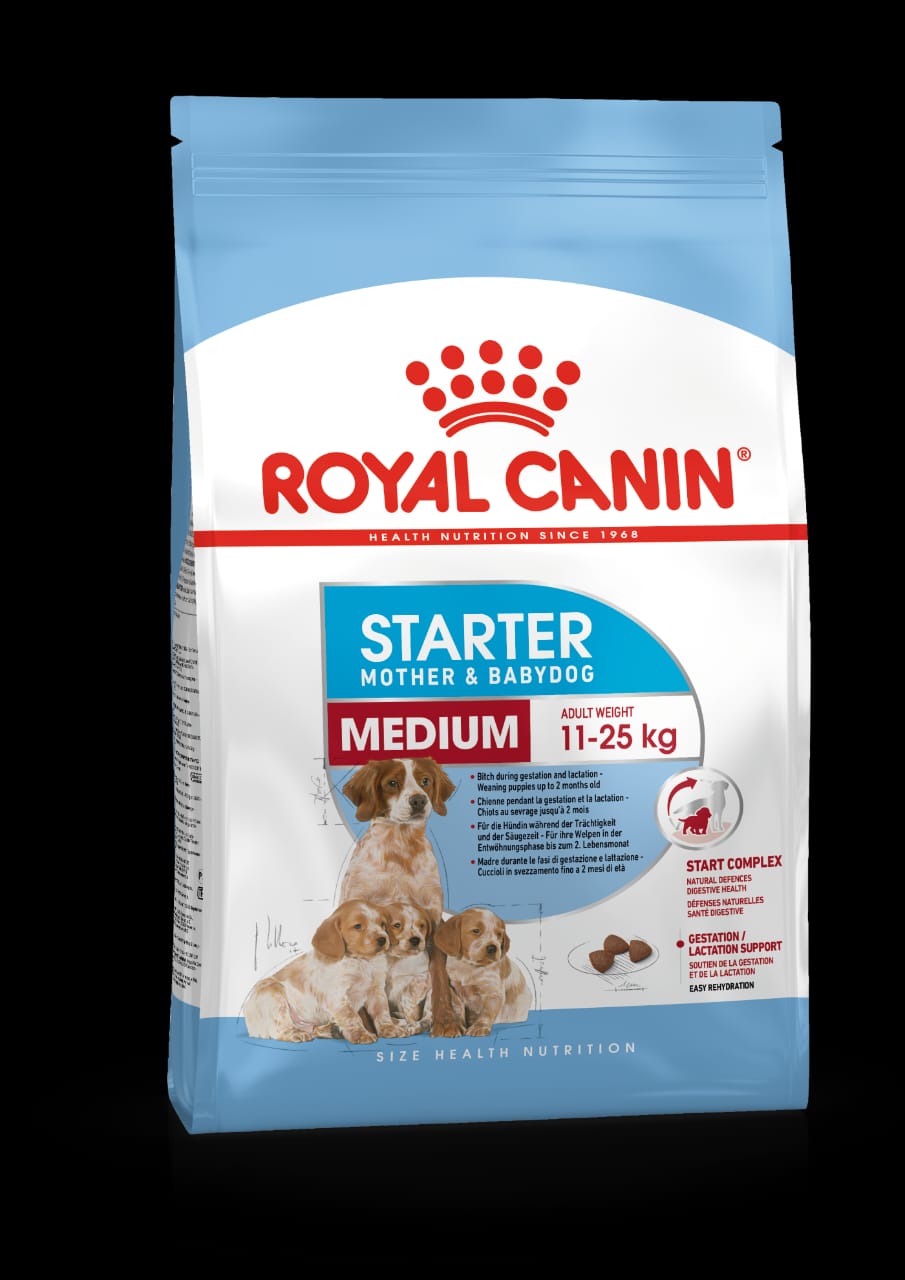 ROYAL CANIN®
HEALTH NUTRITION SINCE 1968
STARTER
MOTHER & BABYDOG
MEDIUM
ADULT WEIGHT
11-25 kg
• Bitch during gestation and lactation -
Weaning puppies up to 2 months old
• Chienne pendant la gestation et la lactation -
Chiots au sevrage jusqu'à 2 mois
• Für die Hündin während der Trächtigkeit
und der Säugezeit - Für ihre Welpen in der
Entwöhnungsphase bis zum 2. Lebensmonat
• Madre durante le fasi di gestazione e lattazione -
Cuccioli in svezzamento fino a 2 mesi di età
START COMPLEX
NATURAL DEFENCES
DIGESTIVE HEALTH
DÉFENSES NATURELLES
SANTÉ DIGESTIVE
• GESTATION /
LACTATION SUPPORT
SOUTIEN DE LA GESTATION
ET DE LA LACTATION
EASY REHYDRATION
SIZE HEALTH NUTRITION